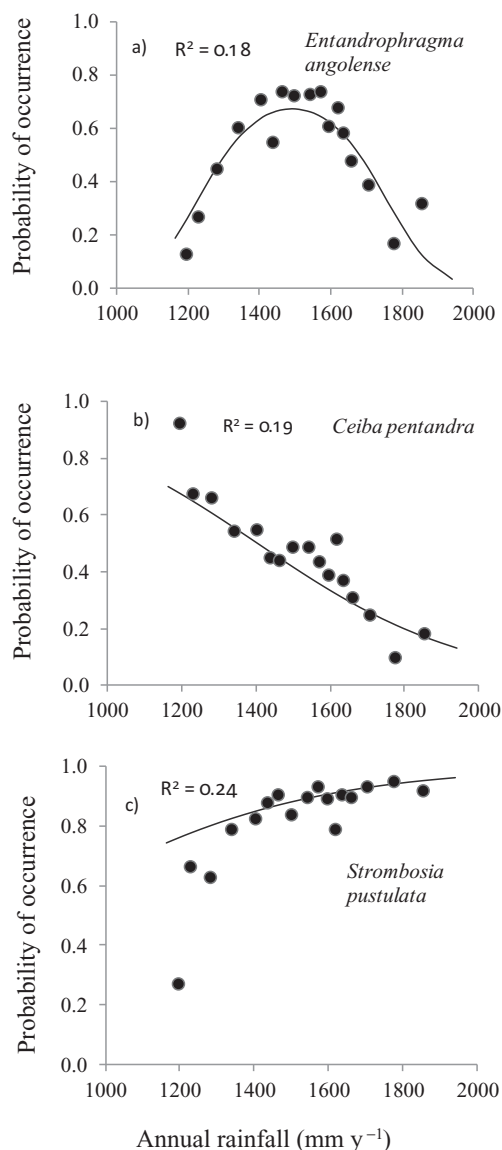 a)
R² = 0.18
Entandrophragma
angolense
Probability of occurrence
1.0
0.8
0.6
0.4
0.2
0.0
1000 1200 1400 1600 1800 2000
b)
R² = 0.19
Ceiba pentandra
Probability of occurrence
1.0
0.8
0.6
0.4
0.2
0.0
1000 1200 1400 1600 1800 2000
c)
R² = 0.24
Strombosia
pustulata
Probability of occurrence
1.0
0.8
0.6
0.4
0.2
0.0
1000 1200 1400 1600 1800 2000
Annual rainfall (mm y⁻¹)